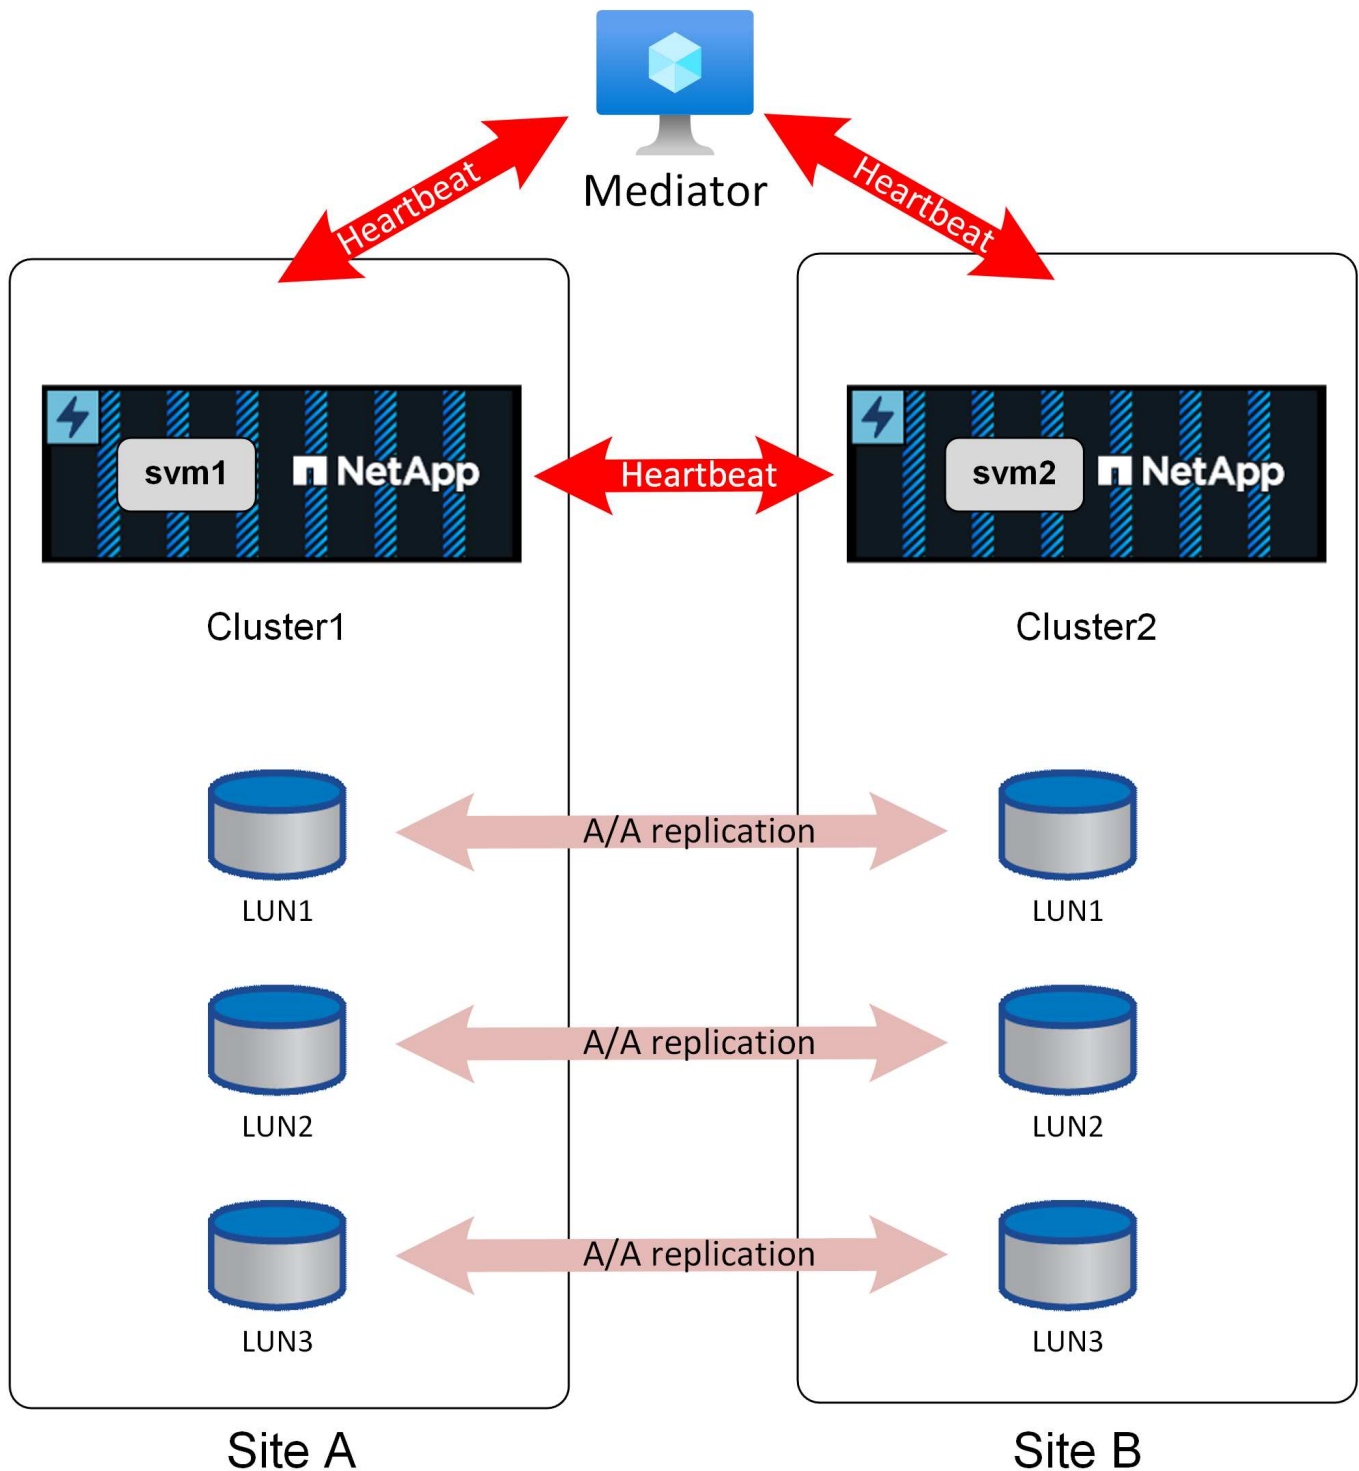 Mediator
Heartbeat
Heartbeat
svm1
NetApp
Heartbeat
svm2
NetApp
Cluster1
Cluster2
A/A replication
LUN1
LUN1
A/A replication
LUN2
LUN2
A/A replication
LUN3
LUN3
Site A
Site B